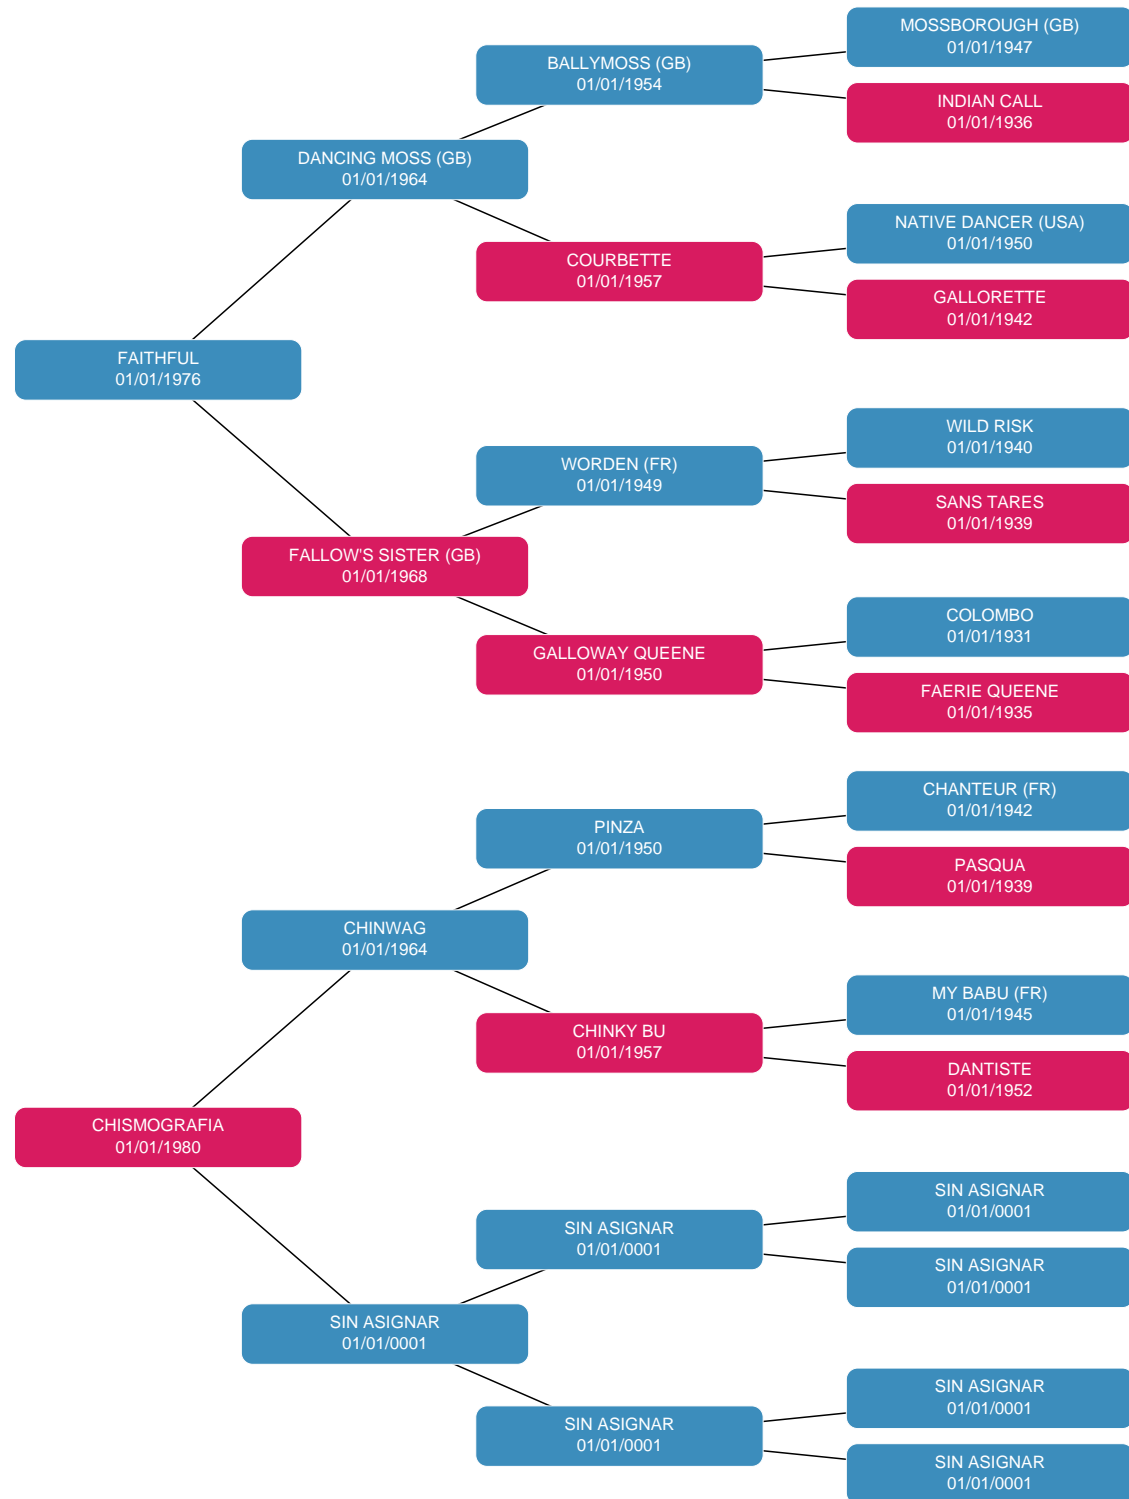 MOSSBOROUGH (GB)
01/01/1947
BALLYMOSS (GB)
01/01/1954
INDIAN CALL
01/01/1936
DANCING MOSS (GB)
01/01/1964
NATIVE DANCER (USA)
01/01/1950
COURBETTE
01/01/1957
GALLORETTE
01/01/1942
FAITHFUL
01/01/1976
WILD RISK
01/01/1940
WORDEN (FR)
01/01/1949
SANS TARES
01/01/1939
FALLOW'S SISTER (GB)
01/01/1968
COLOMBO
01/01/1931
GALLOWAY QUEENE
01/01/1950
FAERIE QUEENE
01/01/1935
CHANTEUR (FR)
01/01/1942
PINZA
01/01/1950
PASQUA
01/01/1939
CHINWAG
01/01/1964
MY BABU (FR)
01/01/1945
CHINKY BU
01/01/1957
DANTISTE
01/01/1952
CHISMOGRAFIA
01/01/1980
SIN ASIGNAR
01/01/0001
SIN ASIGNAR
01/01/0001
SIN ASIGNAR
01/01/0001
SIN ASIGNAR
01/01/0001
SIN ASIGNAR
01/01/0001
SIN ASIGNAR
01/01/0001
SIN ASIGNAR
01/01/0001